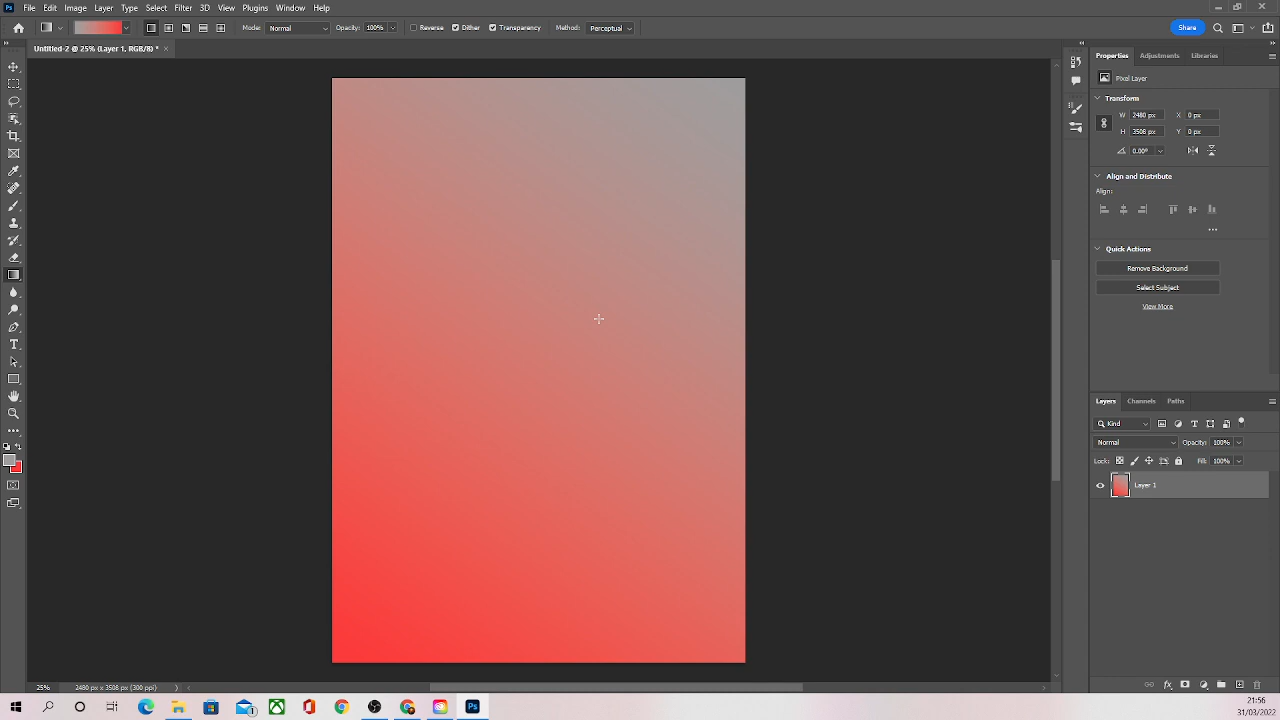 Ps File Edit Image Layer Type Select Filter 3D View Plugins Window Help
Mode: Normal Opacity: 100% Reverse Dither Transparency Method: Perceptual Share
Untitled-2 @ 25% (Layer 1, RGB/8) * ×
Properties Adjustments Libraries
Pixel Layer
Transform
W 2480 px X 0 px
H 3508 px Y 0 px
0.00°
Align and Distribute
Align:
Quick Actions
Remove Background
Select Subject
View More
Layers Channels Paths
Kind
Normal Opacity: 100%
Lock: Fill: 100%
Layer 1
25% 2480 px x 3508 px (300 ppi)
1
Ps
21:56
31/03/2022